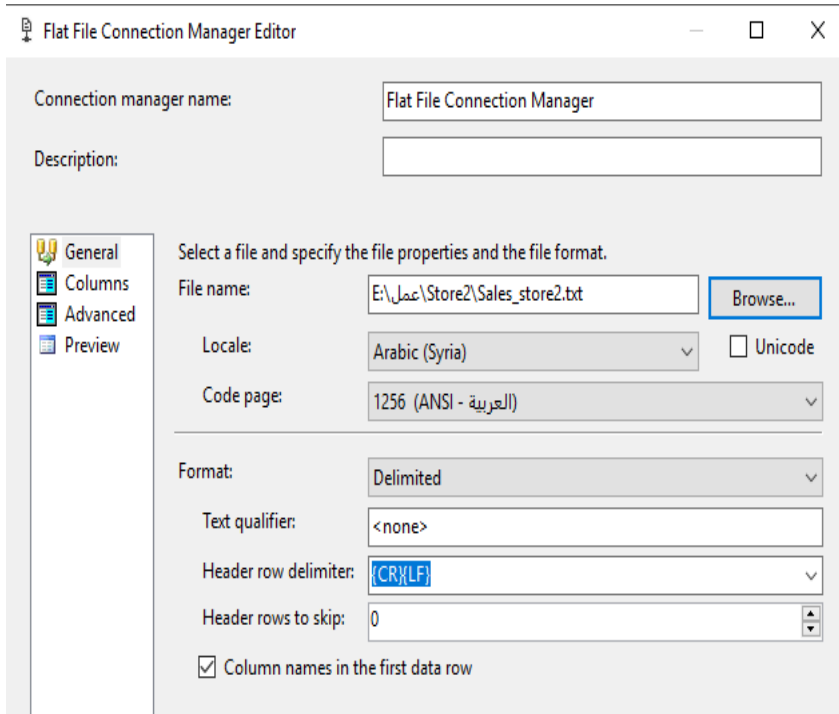 Flat File Connection Manager Editor
Connection manager name: Flat File Connection Manager
Description:
General
Columns
Advanced
Preview
Select a file and specify the file properties and the file format.
File name: E:\عمل\Store2\Sales_store2.txt Browse...
Locale: Arabic (Syria) Unicode
Code page: 1256 (ANSI - العربية)
Format: Delimited
Text qualifier: <none>
Header row delimiter: {CR}{LF}
Header rows to skip: 0
Column names in the first data row